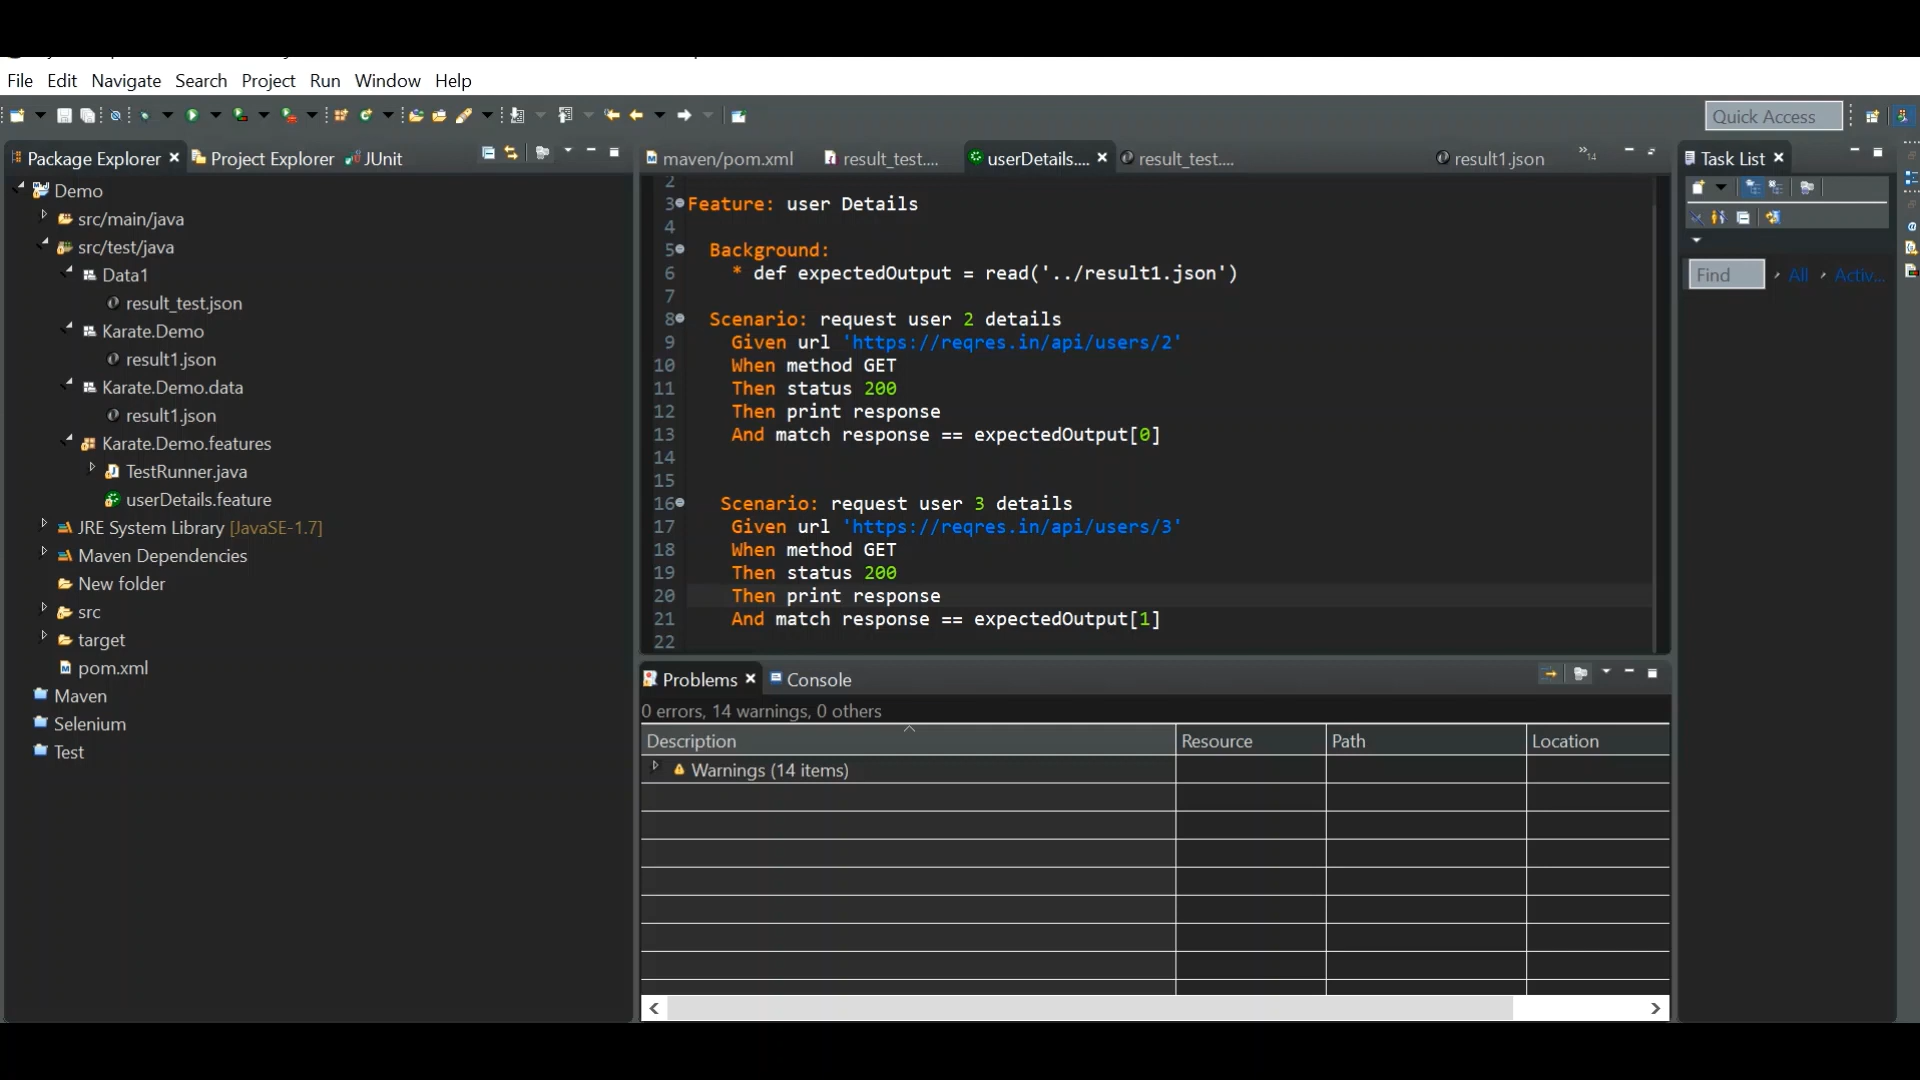 File Edit Navigate Search Project Run Window Help
Quick Access
Package Explorer
Project Explorer
JUnit
Demo
src/main/java
src/test/java
Data1
result_test.json
Karate.Demo
result1.json
Karate.Demo.data
result1.json
Karate.Demo.features
TestRunner.java
userDetails.feature
JRE System Library [JavaSE-1.7]
Maven Dependencies
New folder
src
target
pom.xml
Maven
Selenium
Test
maven/pom.xml
result_test....
userDetails....
result_test....
result1.json
14
2
3 Feature: user Details
4
5 Background:
6 * def expectedOutput = read('../result1.json')
7
8 Scenario: request user 2 details
9 Given url 'https://reqres.in/api/users/2'
10 When method GET
11 Then status 200
12 Then print response
13 And match response == expectedOutput[0]
14
15
16 Scenario: request user 3 details
17 Given url 'https://reqres.in/api/users/3'
18 When method GET
19 Then status 200
20 Then print response
21 And match response == expectedOutput[1]
22
Problems
Console
0 errors, 14 warnings, 0 others
Description Resource Path Location
Warnings (14 items)
Task List
Find All Activ...